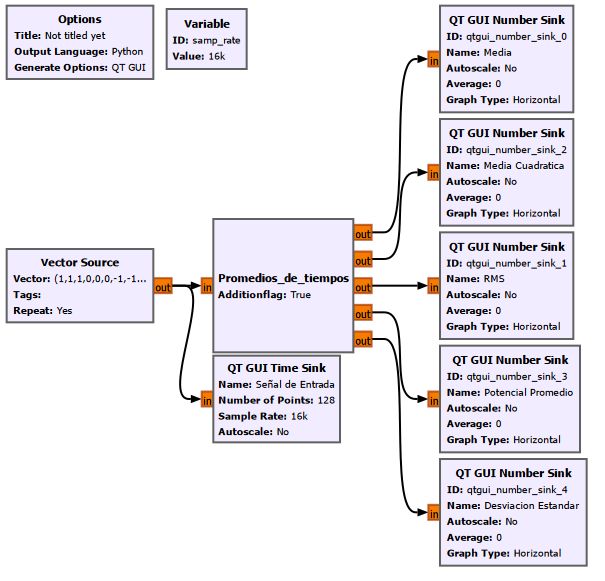 Options
Title: Not titled yet
Output Language: Python
Generate Options: QT GUI
Variable
ID: samp_rate
Value: 16k
QT GUI Number Sink
ID: qtgui_number_sink_0
Name: Media
Autoscale: No
Average: 0
Graph Type: Horizontal
in
QT GUI Number Sink
ID: qtgui_number_sink_2
Name: Media Cuadratica
Autoscale: No
Average: 0
Graph Type: Horizontal
in
Vector Source
Vector: (1,1,1,0,0,0,-1,-1...
Tags:
Repeat: Yes
out
in
Promedios_de_tiempos
Additionflag: True
out
out
out
out
out
QT GUI Number Sink
ID: qtgui_number_sink_1
Name: RMS
Autoscale: No
Average: 0
Graph Type: Horizontal
in
QT GUI Time Sink
Name: Señal de Entrada
Number of Points: 128
Sample Rate: 16k
Autoscale: No
in
QT GUI Number Sink
ID: qtgui_number_sink_3
Name: Potencial Promedio
Autoscale: No
Average: 0
Graph Type: Horizontal
in
QT GUI Number Sink
ID: qtgui_number_sink_4
Name: Desviacion Estandar
Autoscale: No
Average: 0
Graph Type: Horizontal
in